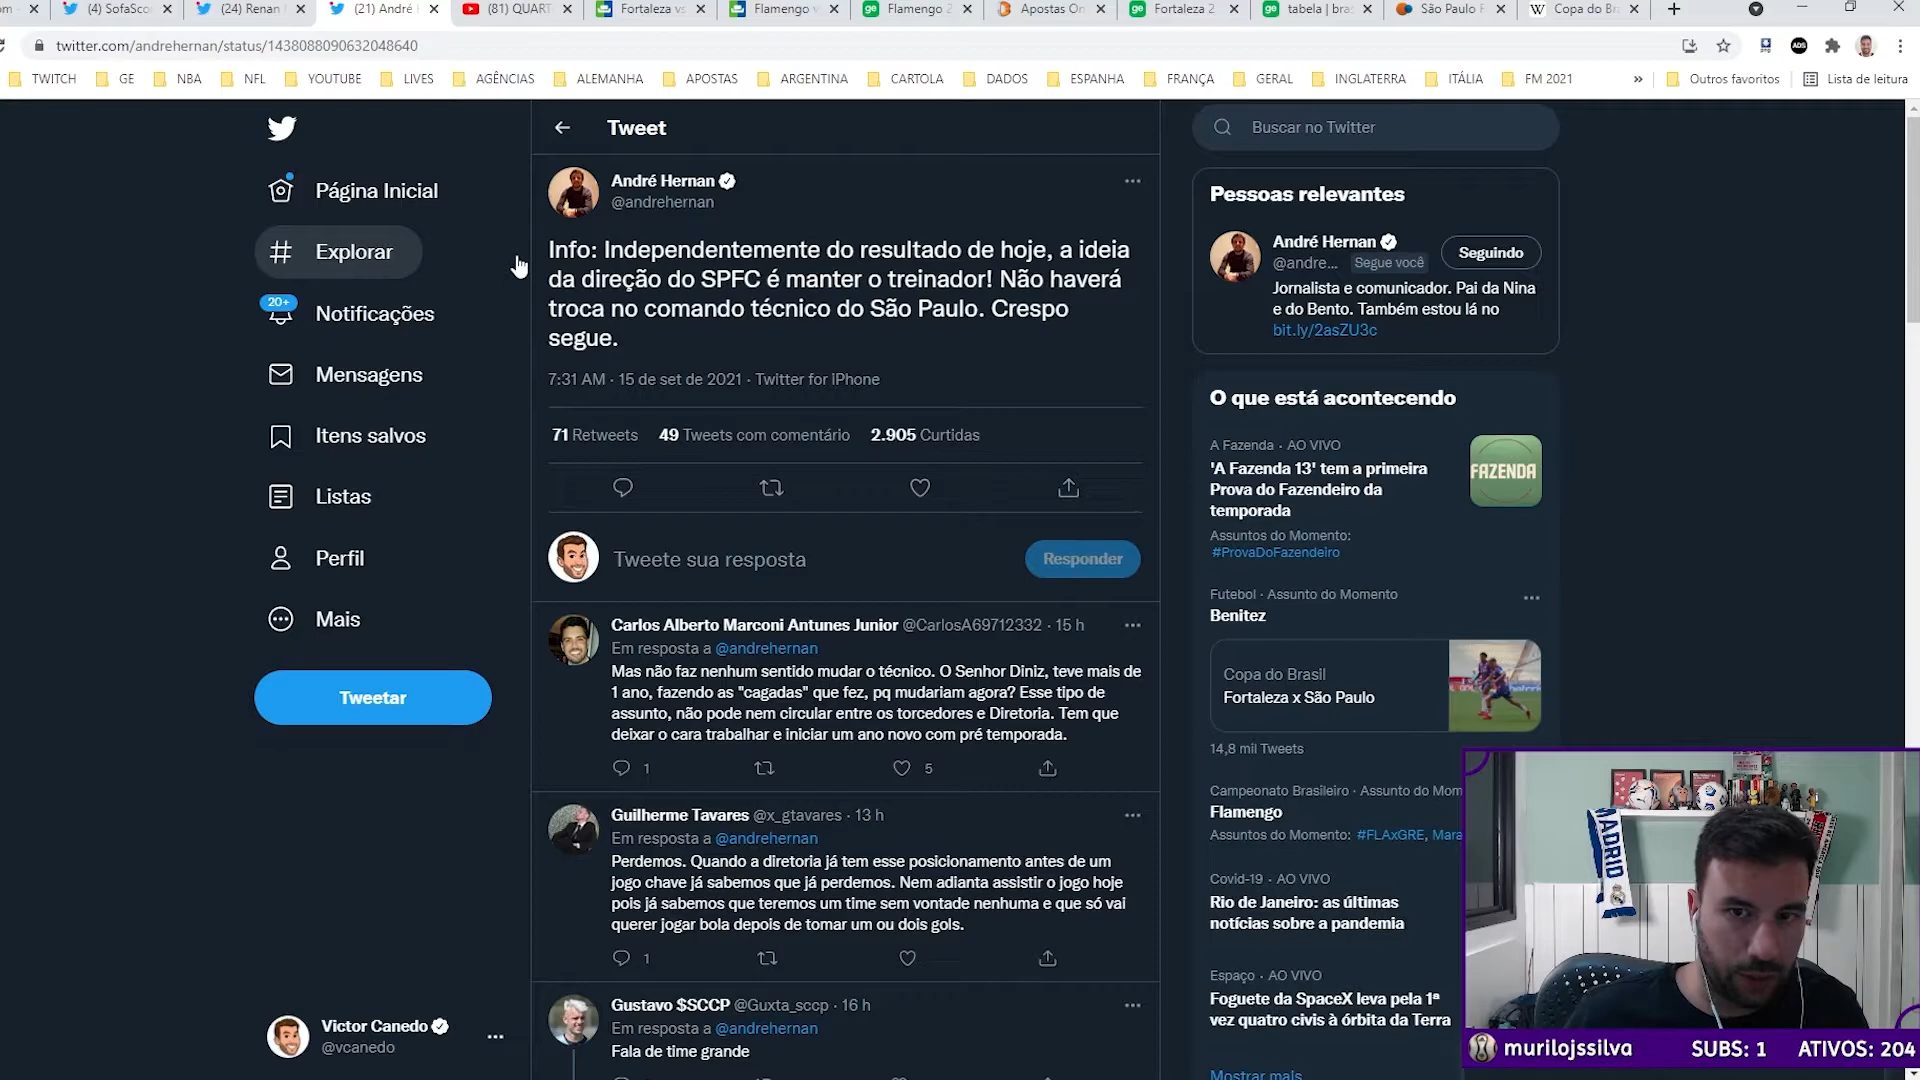 (4) SofaSco
(24) Renan
(21) André
(81) QUART
Fortaleza vs
Flamengo v
Flamengo 2
Apostas On
Fortaleza 2
tabela | bras
São Paulo F
Copa do Bra
twitter.com/andrehernan/status/1438088090632048640
TWITCH
GE
NBA
NFL
YOUTUBE
LIVES
AGÊNCIAS
ALEMANHA
APOSTAS
ARGENTINA
CARTOLA
DADOS
ESPANHA
FRANÇA
GERAL
INGLATERRA
ITÁLIA
FM 2021
»
Outros favoritos
Lista de leitura
Página Inicial
Explorar
20+
Notificações
Mensagens
Itens salvos
Listas
Perfil
Mais
Tweetar
Victor Canedo
@vcanedo
Tweet
André Hernan
@andrehernan
Info: Independentemente do resultado de hoje, a ideia
da direção do SPFC é manter o treinador! Não haverá
troca no comando técnico do São Paulo. Crespo
segue.
7:31 AM · 15 de set de 2021 · Twitter for iPhone
71 Retweets 49 Tweets com comentário 2.905 Curtidas
Tweete sua resposta
Responder
Carlos Alberto Marconi Antunes Junior @CarlosA69712332 · 15 h
Em resposta a @andrehernan
Mas não faz nenhum sentido mudar o técnico. O Senhor Diniz, teve mais de
1 ano, fazendo as "cagadas" que fez, pq mudariam agora? Esse tipo de
assunto, não pode nem circular entre os torcedores e Diretoria. Tem que
deixar o cara trabalhar e iniciar um ano novo com pré temporada.
1
5
Guilherme Tavares @x_gtavares · 13 h
Em resposta a @andrehernan
Perdemos. Quando a diretoria já tem esse posicionamento antes de um
jogo chave já sabemos que já perdemos. Nem adianta assistir o jogo hoje
pois já sabemos que teremos um time sem vontade nenhuma e que só vai
querer jogar bola depois de tomar um ou dois gols.
1
Gustavo $SCCP @Guxta_sccp · 16 h
Em resposta a @andrehernan
Fala de time grande
Buscar no Twitter
Pessoas relevantes
André Hernan
@andre... Segue você
Seguindo
Jornalista e comunicador. Pai da Nina
e do Bento. Também estou lá no
bit.ly/2asZU3c
O que está acontecendo
A Fazenda · AO VIVO
'A Fazenda 13' tem a primeira
Prova do Fazendeiro da
temporada
FAZENDA
Assuntos do Momento:
#ProvaDoFazendeiro
Futebol · Assunto do Momento
Benitez
Copa do Brasil
Fortaleza x São Paulo
14,8 mil Tweets
Campeonato Brasileiro · Assunto do Mom
Flamengo
Assuntos do Momento: #FLAxGRE, Mara
Covid-19 · AO VIVO
Rio de Janeiro: as últimas
notícias sobre a pandemia
Espaço · AO VIVO
Foguete da SpaceX leva pela 1ª
vez quatro civis à órbita da Terra
Mostrar mais
MADRID
murilojssilva
SUBS: 1
ATIVOS: 204